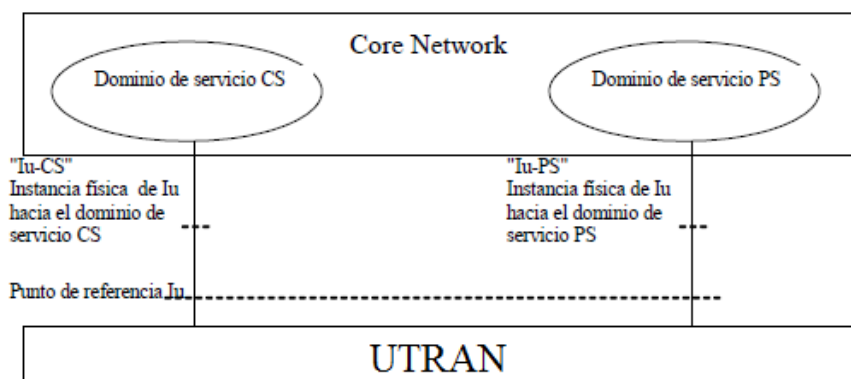 Core Network
Dominio de servicio CS
Dominio de servicio PS
"Iu-CS"
Instancia física de Iu
hacia el dominio de
servicio CS
"Iu-PS"
Instancia física de Iu
hacia el dominio de
servicio PS
Punto de referencia Iu
UTRAN